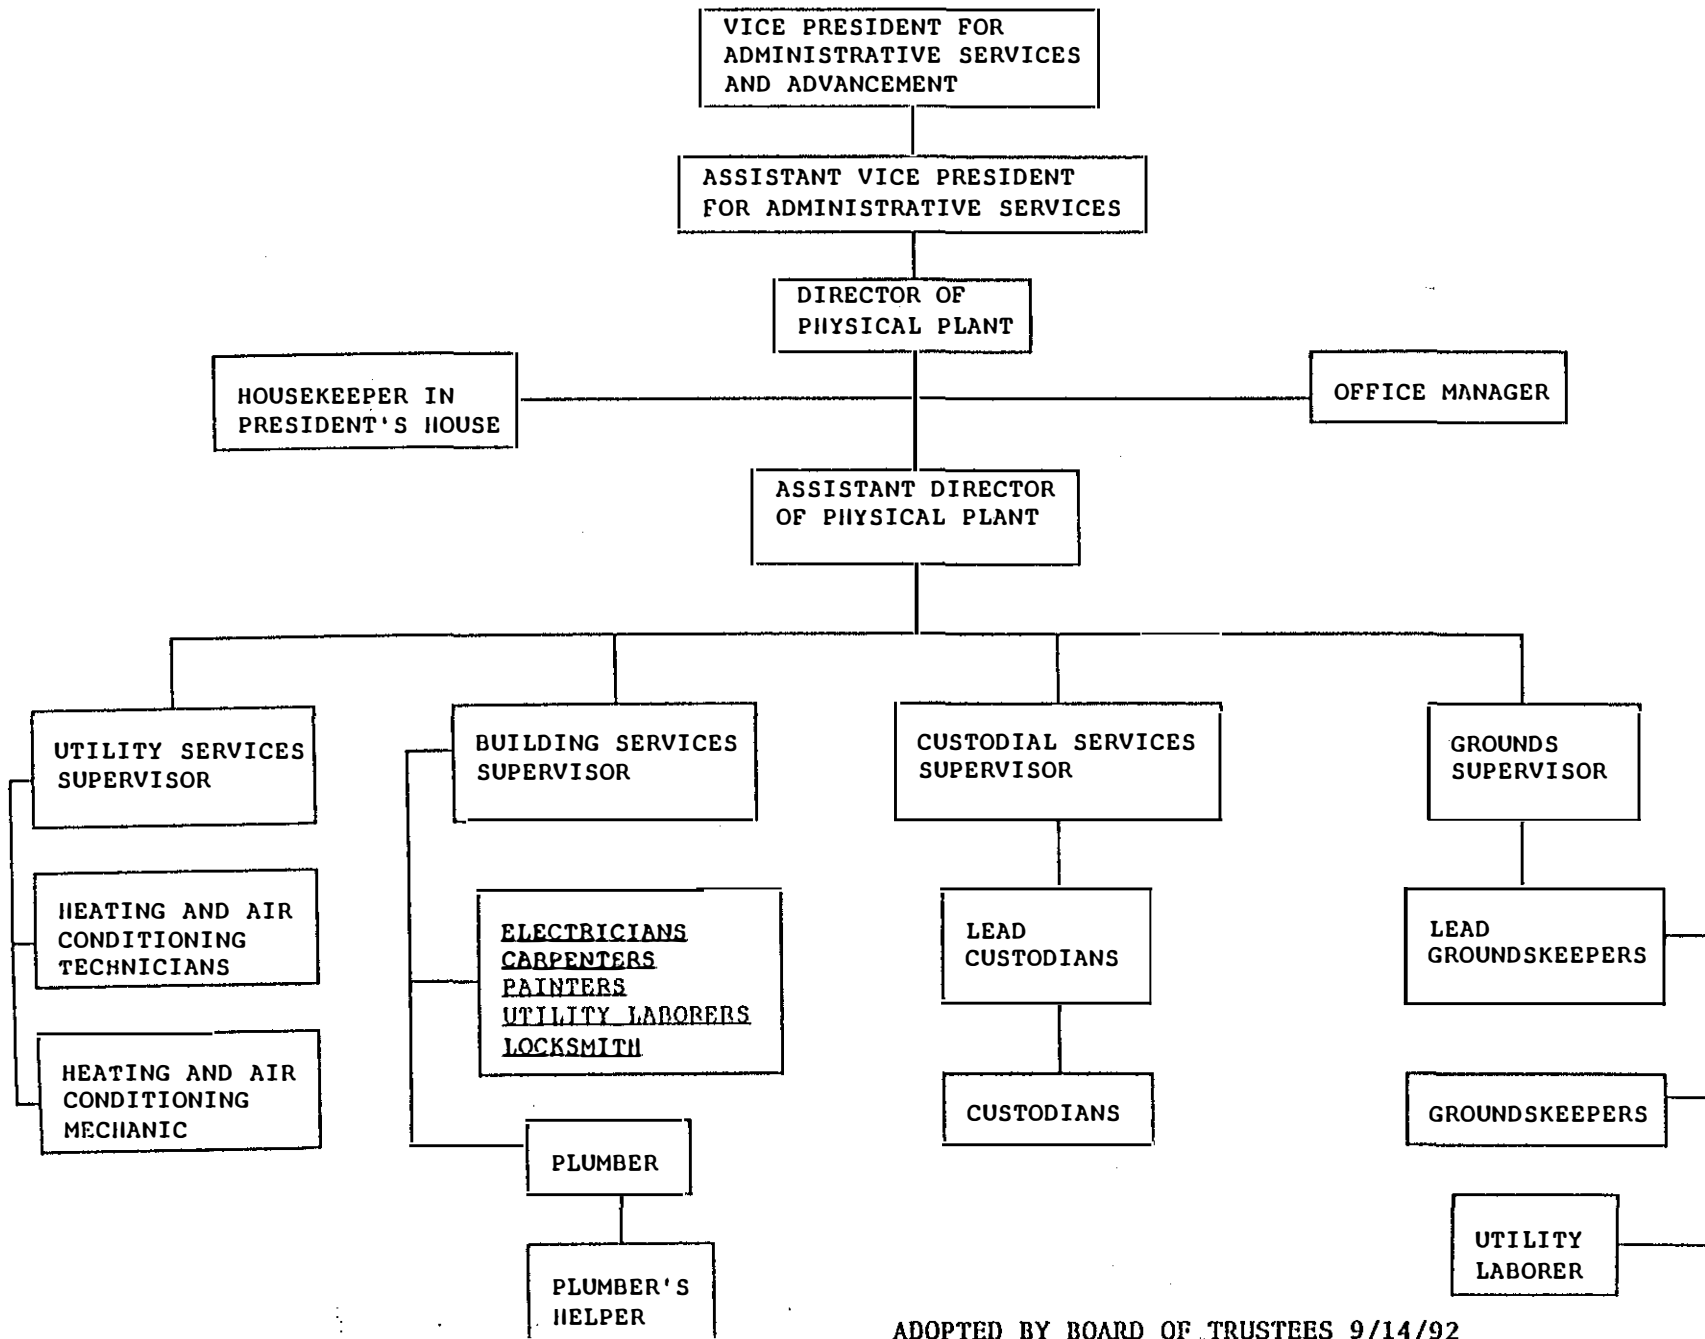 VICE PRESIDENT FOR
ADMINISTRATIVE SERVICES
AND ADVANCEMENT
ASSISTANT VICE PRESIDENT
FOR ADMINISTRATIVE SERVICES
DIRECTOR OF
PHYSICAL PLANT
HOUSEKEEPER IN
PRESIDENT'S HOUSE
OFFICE MANAGER
ASSISTANT DIRECTOR
OF PHYSICAL PLANT
UTILITY SERVICES
SUPERVISOR
BUILDING SERVICES
SUPERVISOR
CUSTODIAL SERVICES
SUPERVISOR
GROUNDS
SUPERVISOR
HEATING AND AIR
CONDITIONING
TECHNICIANS
ELECTRICIANS
CARPENTERS
PAINTERS
UTILITY LABORERS
LOCKSMITH
LEAD
CUSTODIANS
LEAD
GROUNDSKEEPERS
HEATING AND AIR
CONDITIONING
MECHANIC
PLUMBER
CUSTODIANS
GROUNDSKEEPERS
PLUMBER'S
HELPER
UTILITY
LABORER
ADOPTED BY BOARD OF TRUSTEES 9/14/92